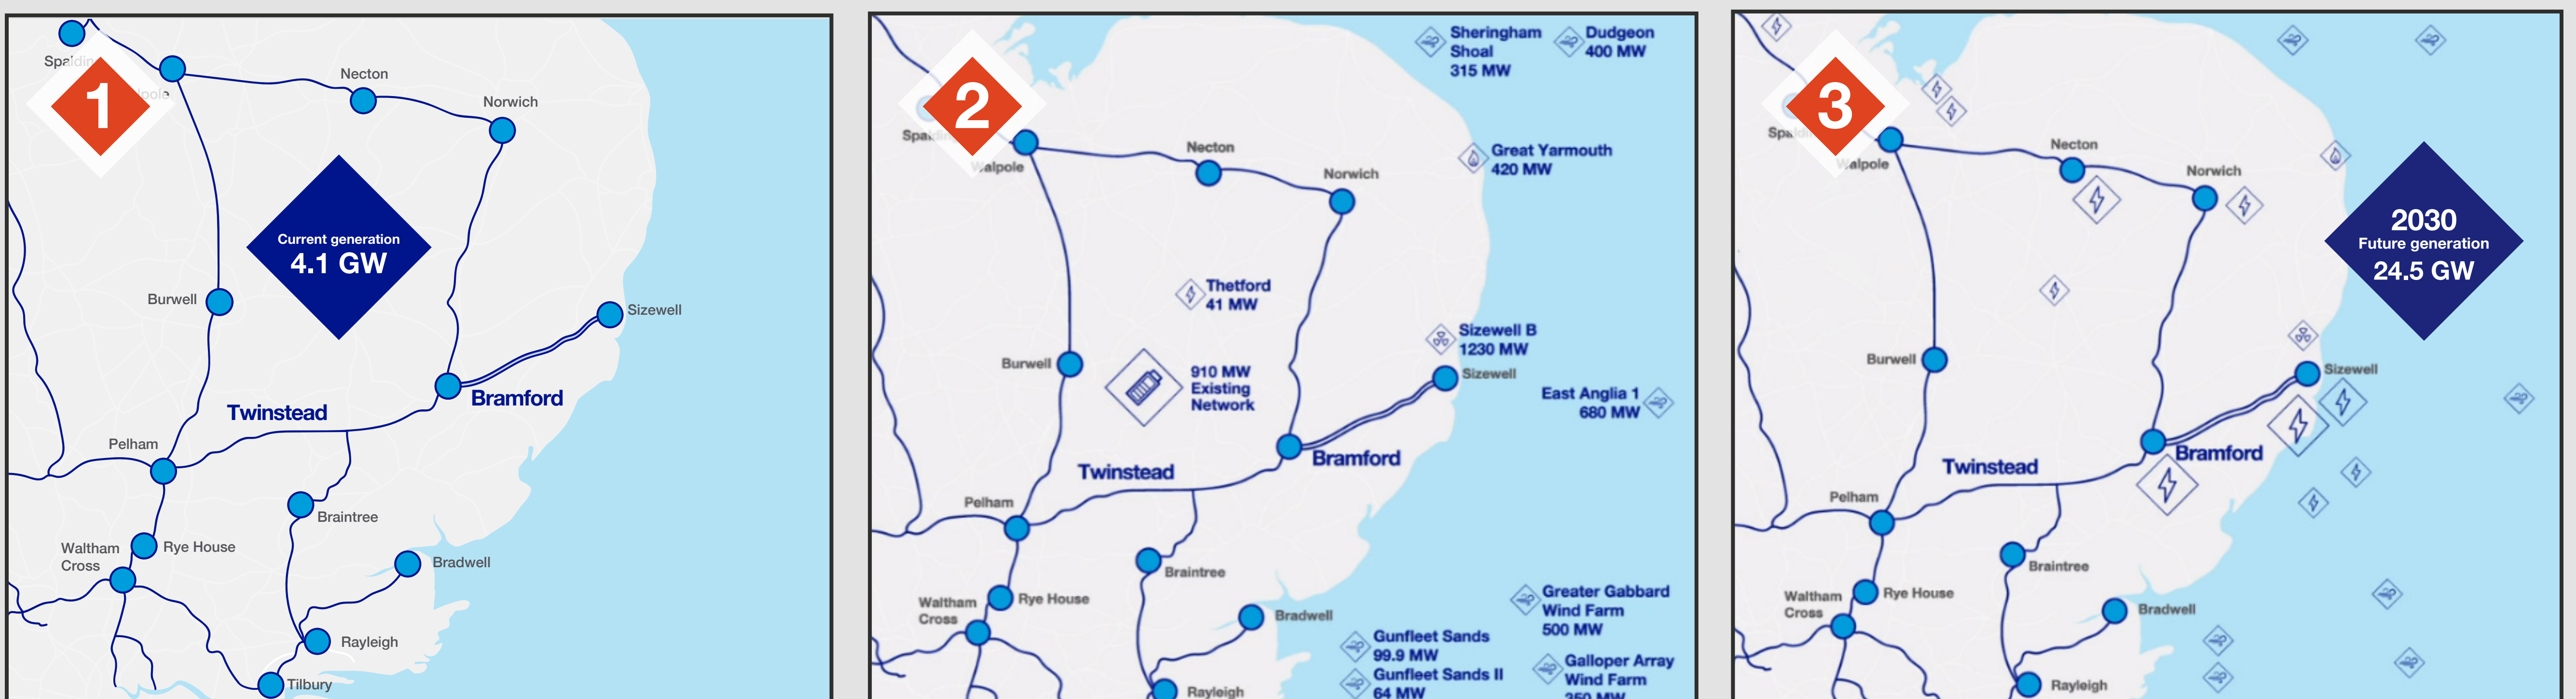 1
Necton
Norwich
Current generation
4.1 GW
Burwell
Sizewell
Bramford
Twinstead
Pelham
Braintree
Rye House
Waltham
Cross
Bradwell
Rayleigh
Tilbury
2
Sheringham
Shoal
315 MW
Dudgeon
400 MW
Walpole
Necton
Norwich
Great Yarmouth
420 MW
Thetford
41 MW
Sizewell B
1230 MW
Burwell
910 MW
Existing
Network
Sizewell
East Anglia 1
680 MW
Bramford
Twinstead
Pelham
Braintree
Rye House
Waltham
Cross
Bradwell
Greater Gabbard
Wind Farm
500 MW
Gunfleet Sands
99.9 MW
Gunfleet Sands II
64 MW
Galloper Array
Wind Farm
Rayleigh
3
Walpole
Necton
Norwich
2030
Future generation
24.5 GW
Burwell
Sizewell
Bramford
Twinstead
Pelham
Braintree
Rye House
Waltham
Cross
Bradwell
Rayleigh